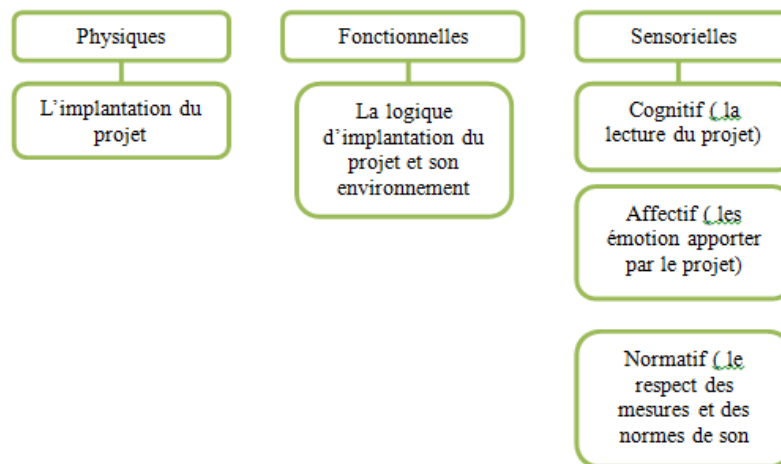 Physiques
L'implantation du
projet
Fonctionnelles
La logique
d'implantation du
projet et son
environnement
Sensorielles
Cognitif ( la
lecture du projet)
Affectif ( les
émotion apporter
par le projet)
Normatif ( le
respect des
mesures et des
normes de son